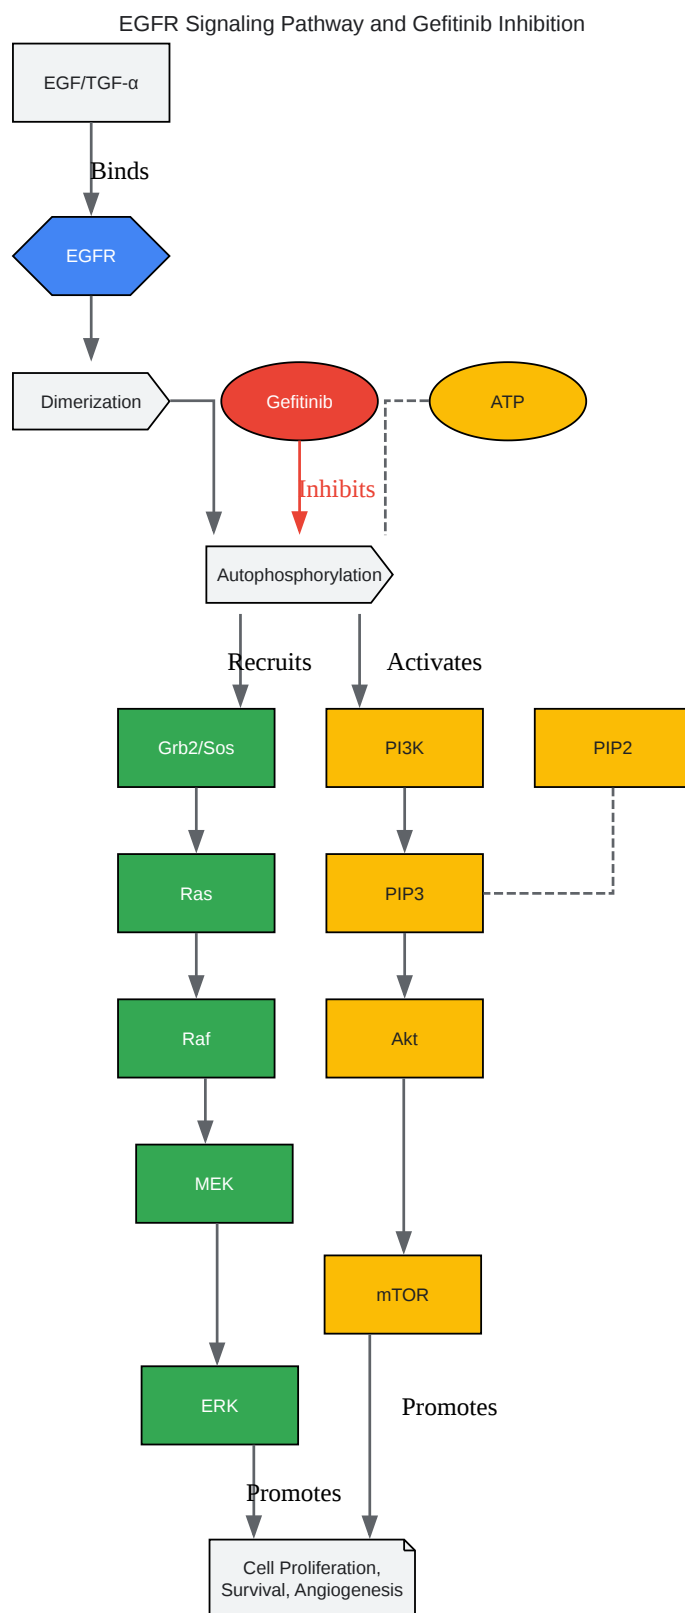 EGFR Signaling Pathway and Gefitinib Inhibition
EGF/TGF-α
Binds
EGFR
Dimerization
Gefitinib
ATP
Inhibits
Autophosphorylation
Recruits
Activates
Grb2/Sos
PI3K
PIP2
Ras
PIP3
Raf
Akt
MEK
mTOR
ERK
Promotes
Promotes
Cell Proliferation,
Survival, Angiogenesis